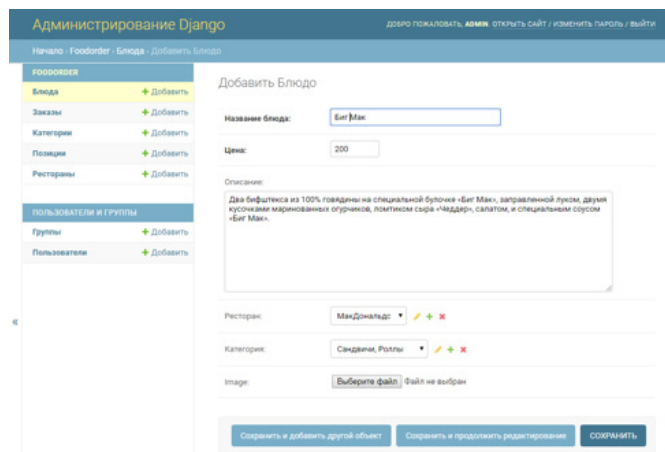 Администрирование Django
ДОБРО ПОЖАЛОВАТЬ, ADMIN. ОТКРЫТЬ САЙТ / ИЗМЕНИТЬ ПАРОЛЬ / ВЫЙТИ
Начало › Foodorder › Блюда › Добавить Блюдо
FOODORDER
Блюда + Добавить
Заказы + Добавить
Категории + Добавить
Позиции + Добавить
Рестораны + Добавить
ПОЛЬЗОВАТЕЛИ И ГРУППЫ
Группы + Добавить
Пользователи + Добавить
«
Добавить Блюдо
Название блюда: Биг Мак
Цена: 200
Описание:
Два бифштекса из 100% говядины на специальной булочке «Биг Мак», заправленной луком, двумя
кусочками маринованных огурчиков, ломтиком сыра «Чеддер», салатом, и специальным соусом
«Биг Мак».
Ресторан: МакДональдс
Категория: Сандвичи, Роллы
Image: Выберите файл Файл не выбран
Сохранить и добавить другой объект Сохранить и продолжить редактирование СОХРАНИТЬ